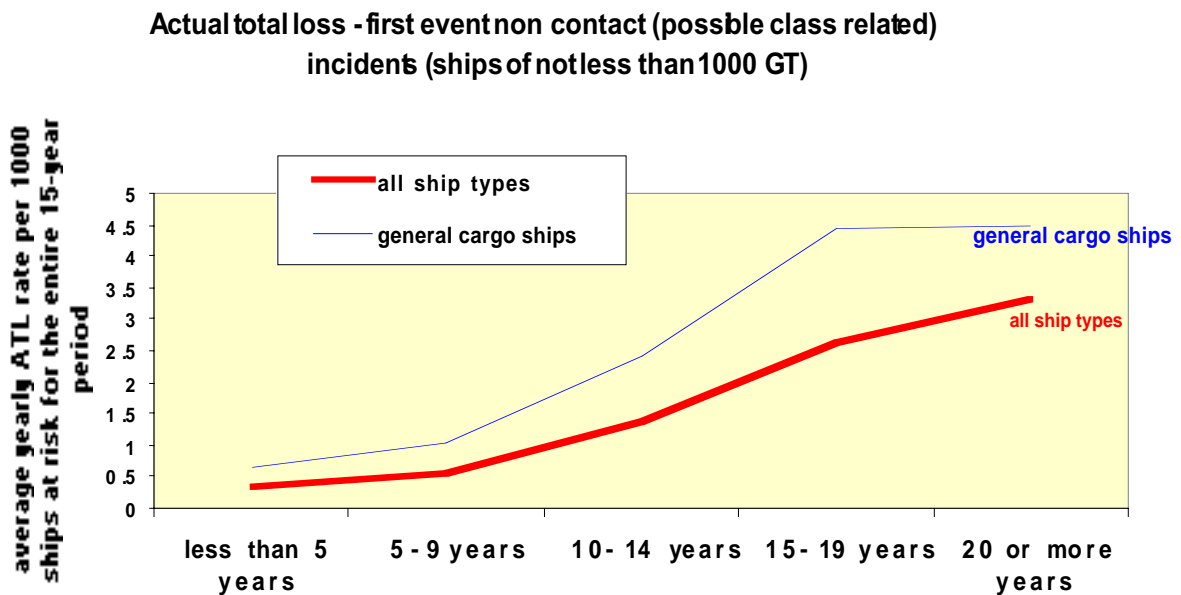 Actual total loss - first event non contact (possible class related)
incidents (ships of not less than 1000 GT)
average yearly ATL rate per 1000
ships at risk for the entire 15-year
period
all ship types
general cargo ships
5
4.5
4
3.5
3
2.5
2
1.5
1
0.5
0
general cargo ships
all ship types
less than 5
years
5 - 9 years
10 - 14 years
15 - 19 years
20 or more
years